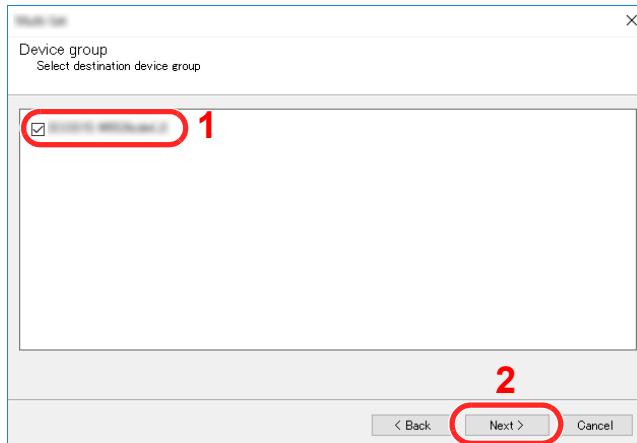 Device group
Select destination device group
1
2
< Back
Next >
Cancel